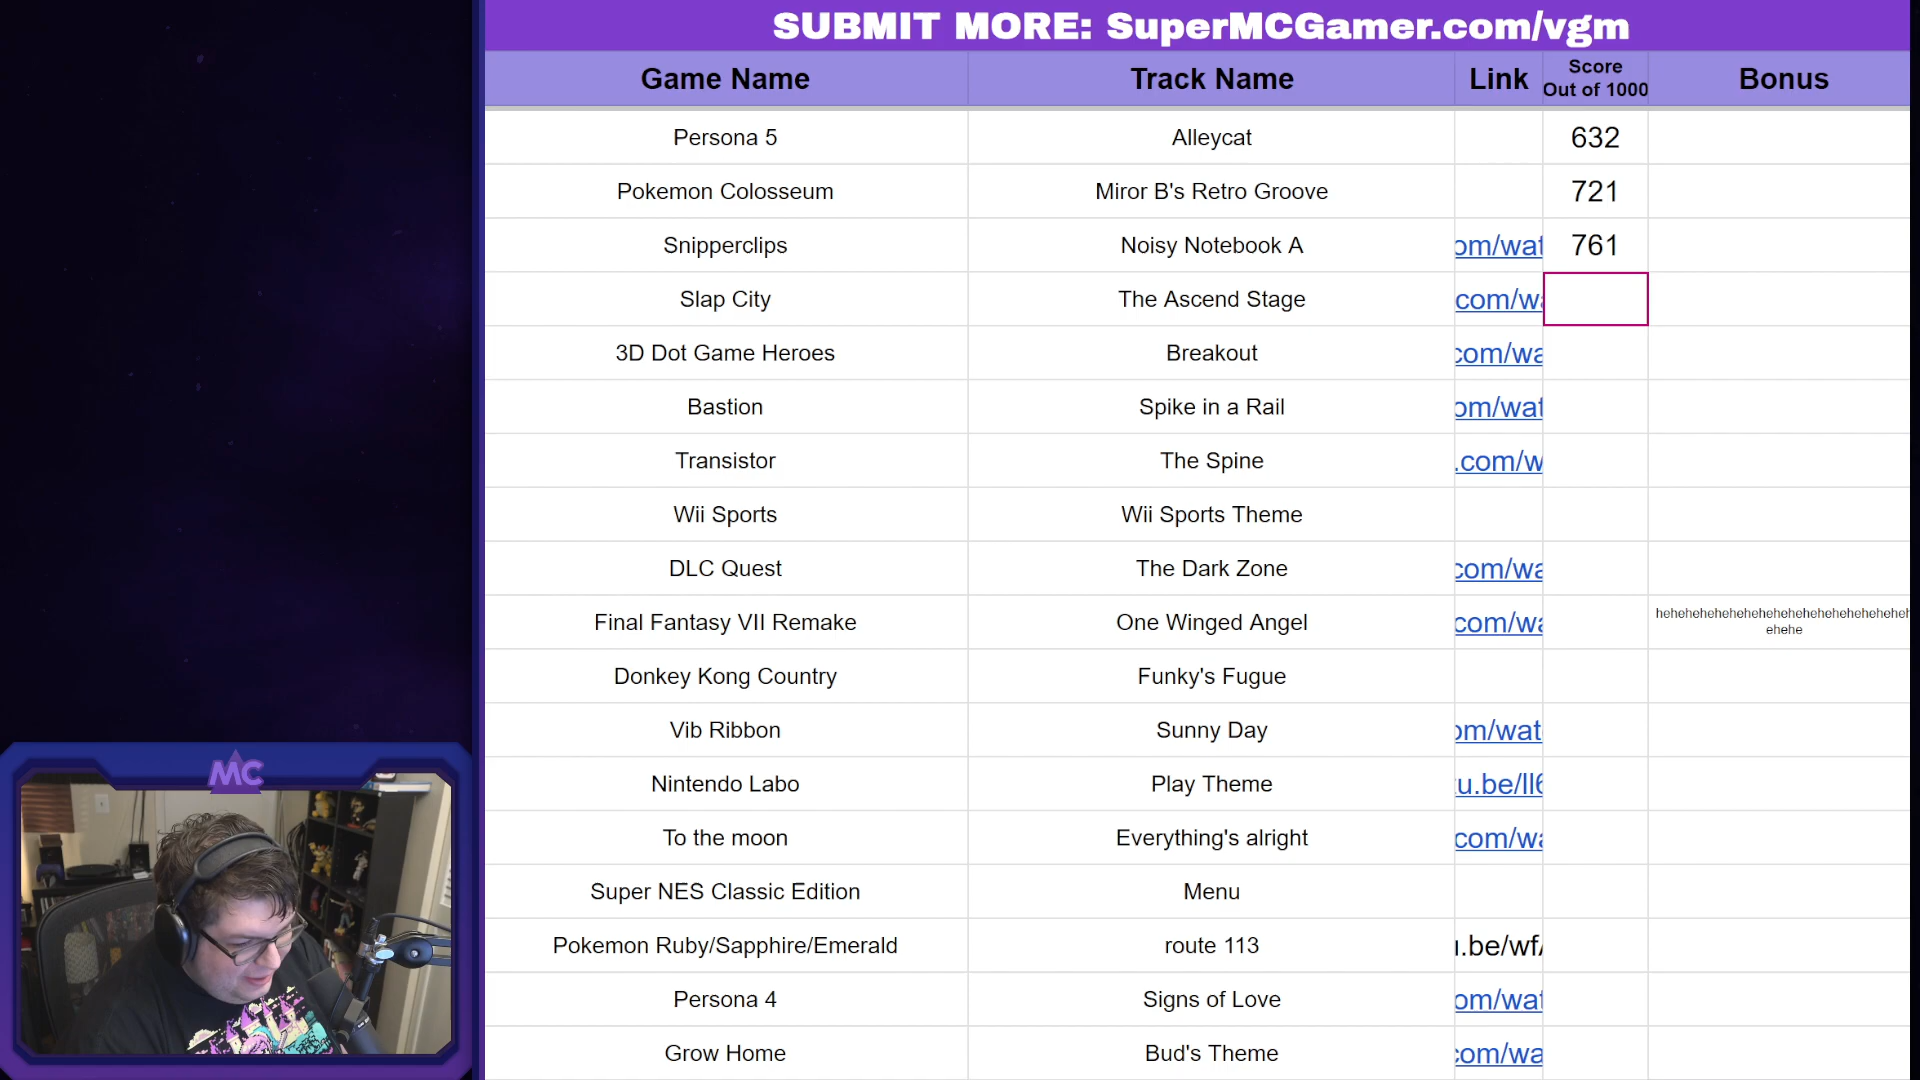 SUBMIT MORE: SuperMCGamer.com/vgm
Game Name Track Name Link Score Out of 1000 Bonus
Persona 5 Alleycat 632
Pokemon Colosseum Miror B's Retro Groove 721
Snipperclips Noisy Notebook A om/wat 761
Slap City The Ascend Stage com/wa
3D Dot Game Heroes Breakout com/wa
Bastion Spike in a Rail om/wat
Transistor The Spine .com/w
Wii Sports Wii Sports Theme
DLC Quest The Dark Zone com/wa
Final Fantasy VII Remake One Winged Angel com/wa
hehehehehehehehehehehehehehehehehehe
ehehe
Donkey Kong Country Funky's Fugue
Vib Ribbon Sunny Day om/wat
Nintendo Labo Play Theme u.be/ll6
To the moon Everything's alright com/wa
Super NES Classic Edition Menu
Pokemon Ruby/Sapphire/Emerald route 113 u.be/wf
Persona 4 Signs of Love om/wat
Grow Home Bud's Theme com/wa
MC